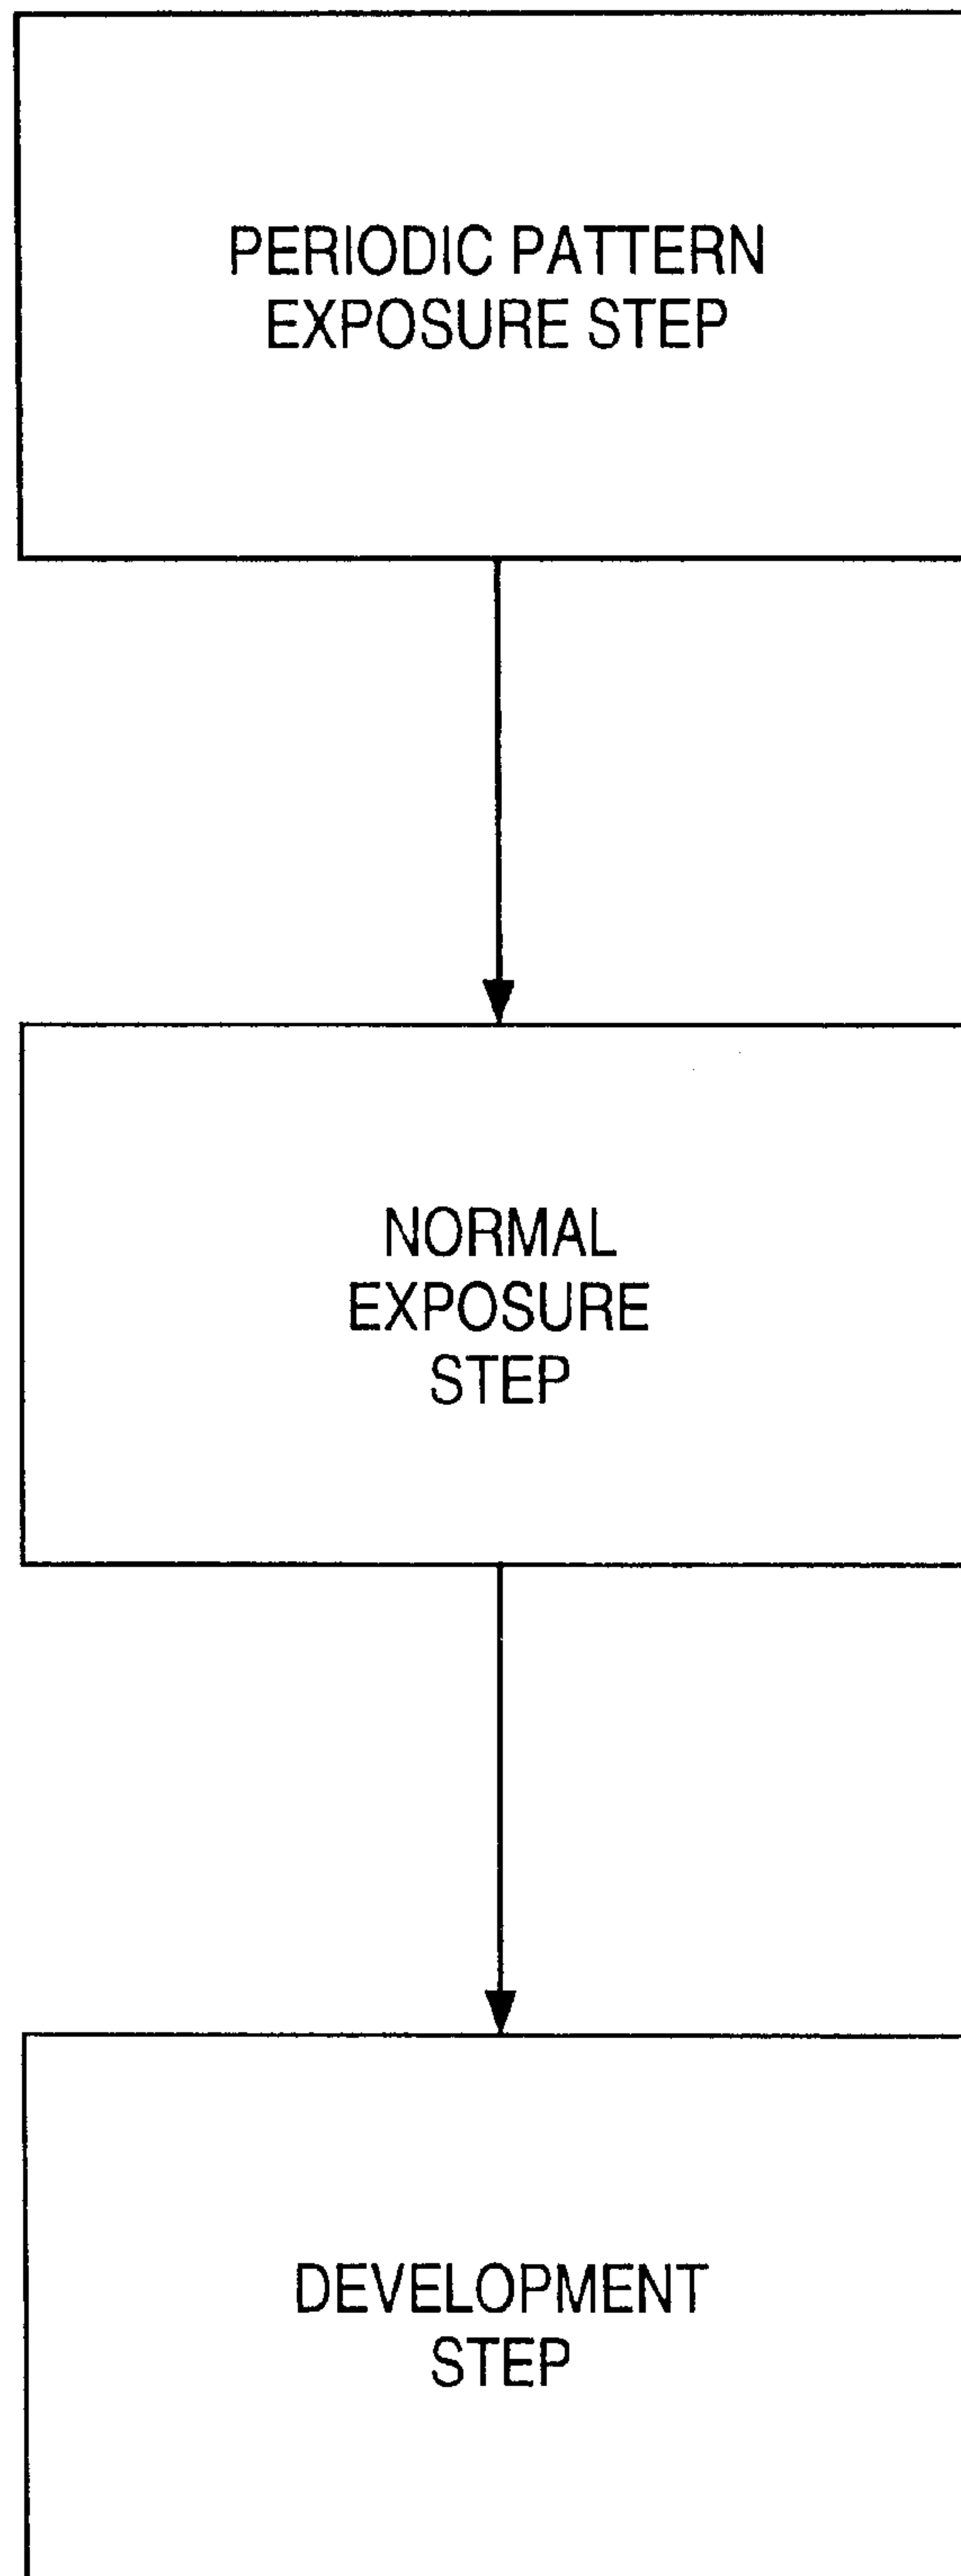 PERIODIC PATTERN
EXPOSURE STEP
NORMAL
EXPOSURE
STEP
DEVELOPMENT
STEP